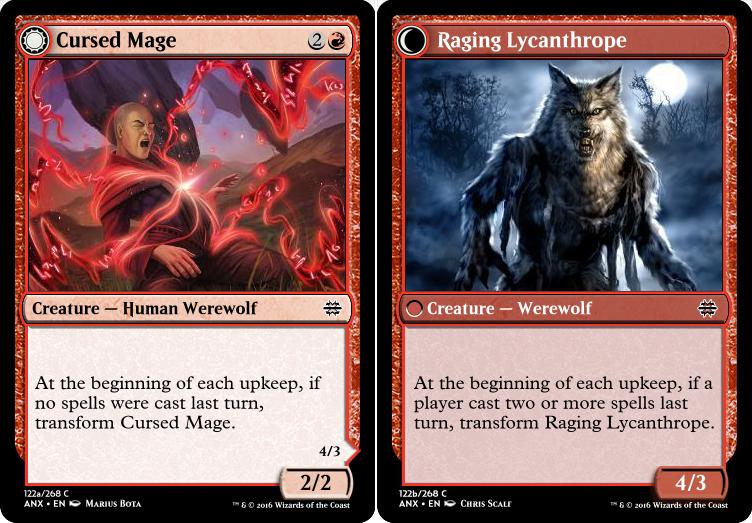 Cursed Mage
2
Creature — Human Werewolf
At the beginning of each upkeep, if
no spells were cast last turn,
transform Cursed Mage.
4/3
2/2
122a/268 C
ANX • EN Marius Bota
™ & © 2016 Wizards of the Coast
Raging Lycanthrope
Creature — Werewolf
At the beginning of each upkeep, if a
player cast two or more spells last
turn, transform Raging Lycanthrope.
4/3
122b/268 C
ANX • EN Chris Scalf
™ & © 2016 Wizards of the Coast